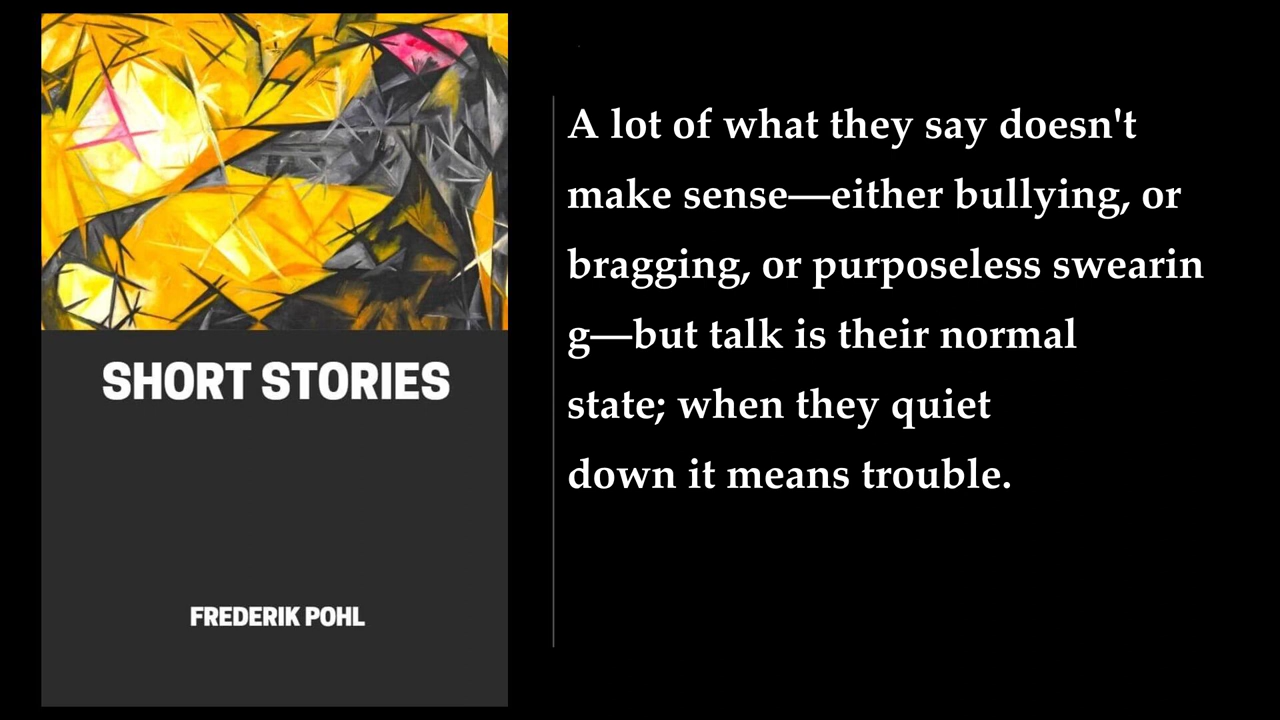 SHORT STORIES
FREDERIK POHL
A lot of what they say doesn't
make sense—either bullying, or
bragging, or purposeless swearin
g—but talk is their normal
state; when they quiet
down it means trouble.